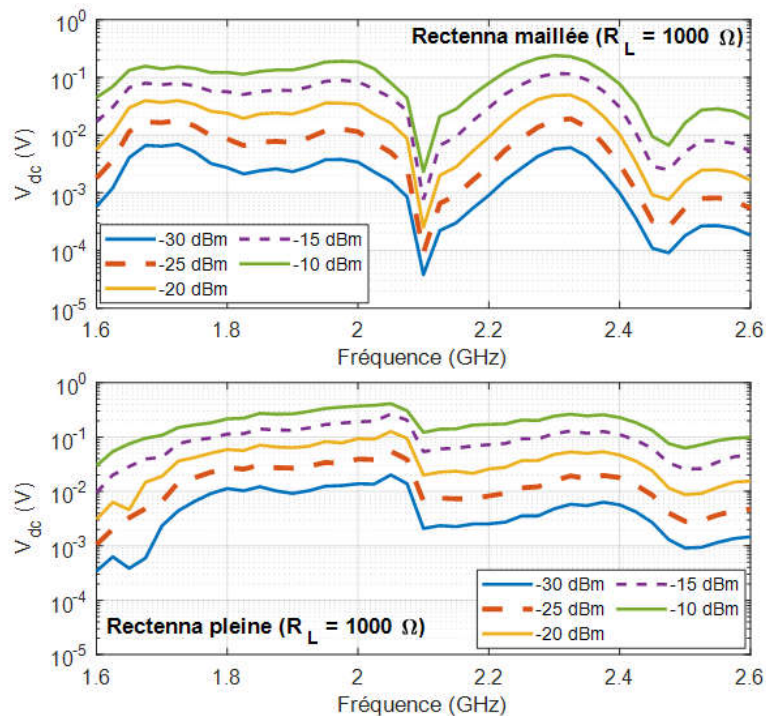 Rectenna maillée (R_L = 1000 Ω)
V_dc (V)
10^0
10^-1
10^-2
10^-3
10^-4
10^-5
-30 dBm
-15 dBm
-25 dBm
-10 dBm
-20 dBm
1.6 1.8 2 2.2 2.4 2.6
Fréquence (GHz)
V_dc (V)
10^0
10^-1
10^-2
10^-3
10^-4
10^-5
-30 dBm
-15 dBm
-25 dBm
-10 dBm
-20 dBm
Rectenna pleine (R_L = 1000 Ω)
1.6 1.8 2 2.2 2.4 2.6
Fréquence (GHz)